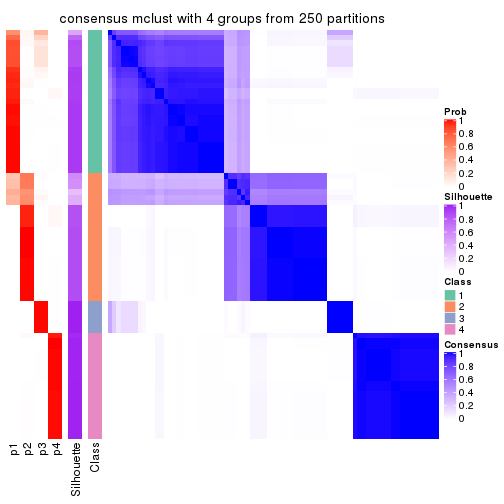 consensus mclust with 4 groups from 250 partitions
Prob
1
0.8
0.6
0.4
0.2
0
Silhouette
1
0.8
0.6
0.4
0.2
0
Class
1
2
3
4
Consensus
1
0.8
0.6
0.4
0.2
0
p1
p2
p3
p4
Silhouette
Class